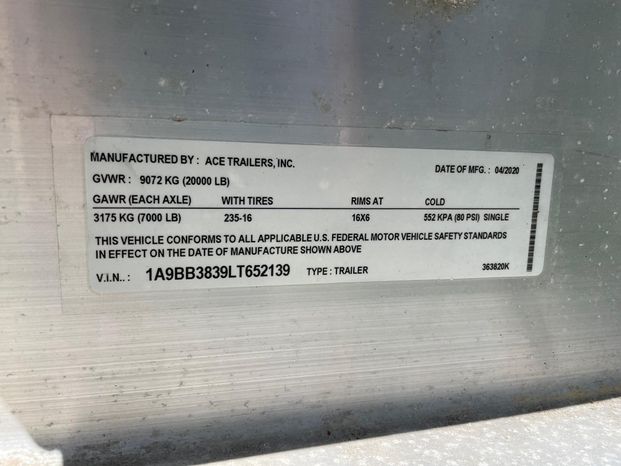 MANUFACTURED BY : ACE TRAILERS, INC. DATE OF MFG. : 04/2020
GVWR : 9072 KG (20000 LB)
GAWR (EACH AXLE) WITH TIRES RIMS AT COLD
3175 KG (7000 LB) 235-16 16X6 552 KPA (80 PSI) SINGLE
THIS VEHICLE CONFORMS TO ALL APPLICABLE U.S. FEDERAL MOTOR VEHICLE SAFETY STANDARDS
IN EFFECT ON THE DATE OF MANUFACTURE SHOWN ABOVE
V.I.N.. : 1A9BB3839LT652139 TYPE : TRAILER 363820K